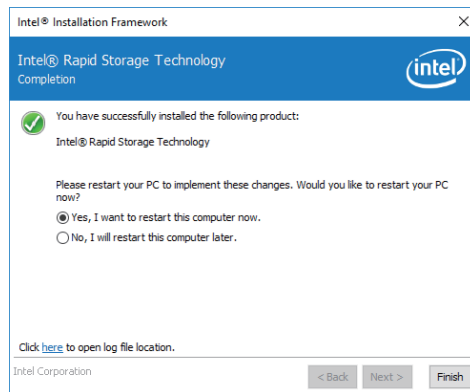 Intel® Installation Framework
Intel® Rapid Storage Technology
Completion
intel
You have successfully installed the following product:
Intel® Rapid Storage Technology
Please restart your PC to implement these changes. Would you like to restart your PC
now?
Yes, I want to restart this computer now.
No, I will restart this computer later.
Click here to open log file location.
Intel Corporation
< Back
Next >
Finish